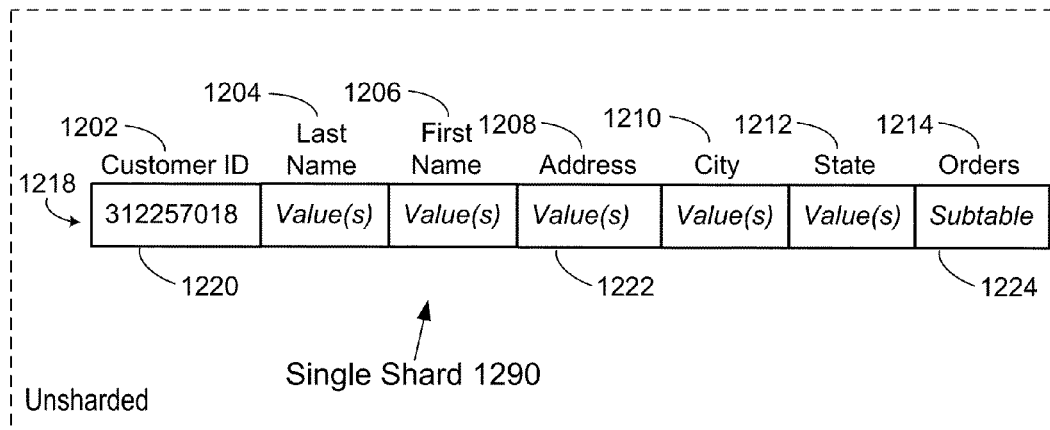 1204 1206 1208 1210 1212 1214
1202 Last First
Customer ID Name Name Address City State Orders
1218 312257018 Value(s) Value(s) Value(s) Value(s) Value(s) Subtable
1220 1222 1224
Single Shard 1290
Unsharded